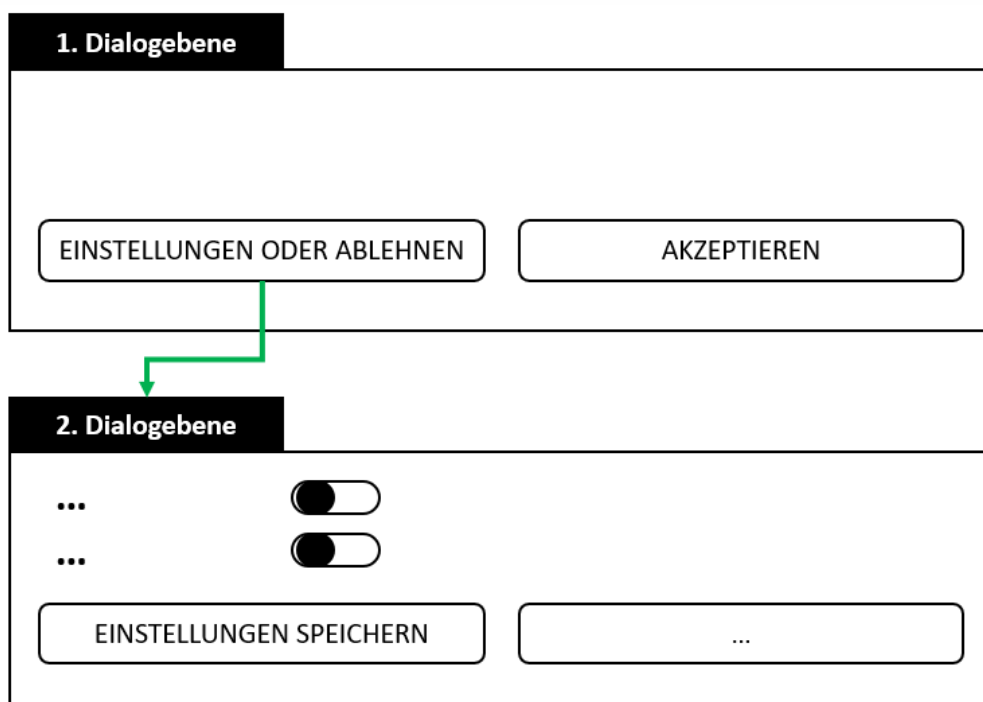 1. Dialogebene
EINSTELLUNGEN ODER ABLEHNEN
AKZEPTIEREN
2. Dialogebene
...
...
EINSTELLUNGEN SPEICHERN
...